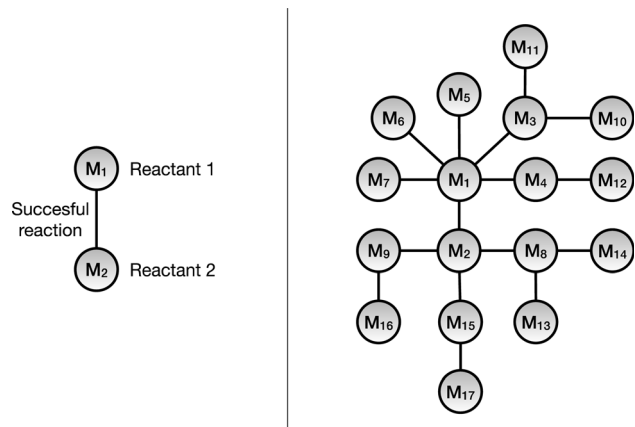 M1 Reactant 1
Succesful
reaction
M2 Reactant 2
M11
M5
M6 M3 M10
M7 M1 M4 M12
M9 M2 M8 M14
M16 M15 M13
M17